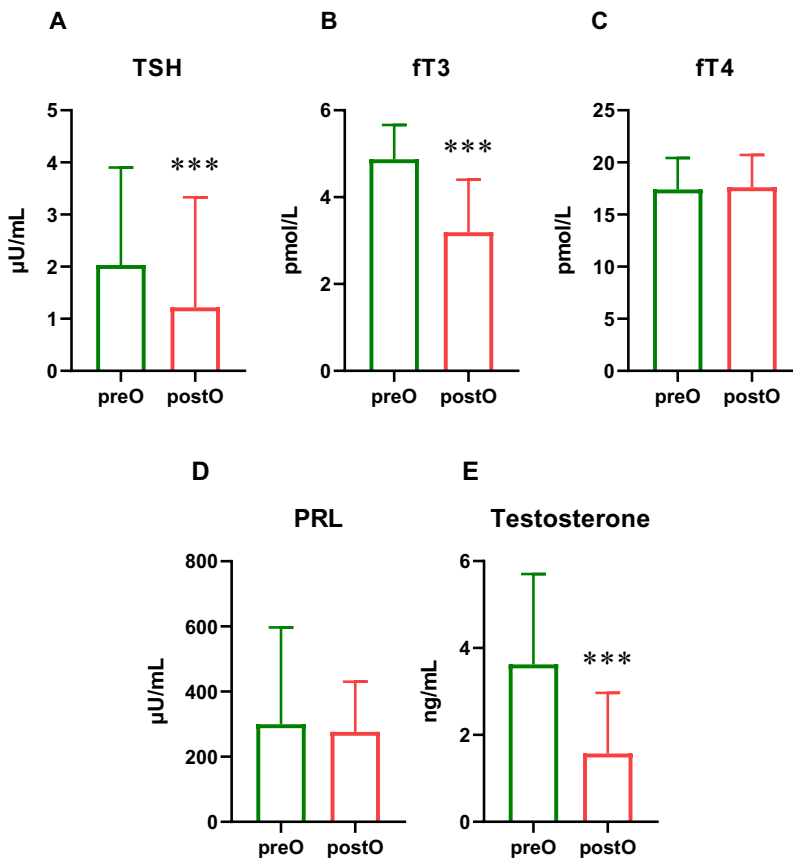 A
TSH
µU/mL
5
4
3
2
1
0
***
preO postO
B
fT3
pmol/L
6
4
2
0
***
preO postO
C
fT4
pmol/L
25
20
15
10
5
0
preO postO
D
PRL
µU/mL
800
600
400
200
0
preO postO
E
Testosterone
ng/mL
6
4
2
0
***
preO postO